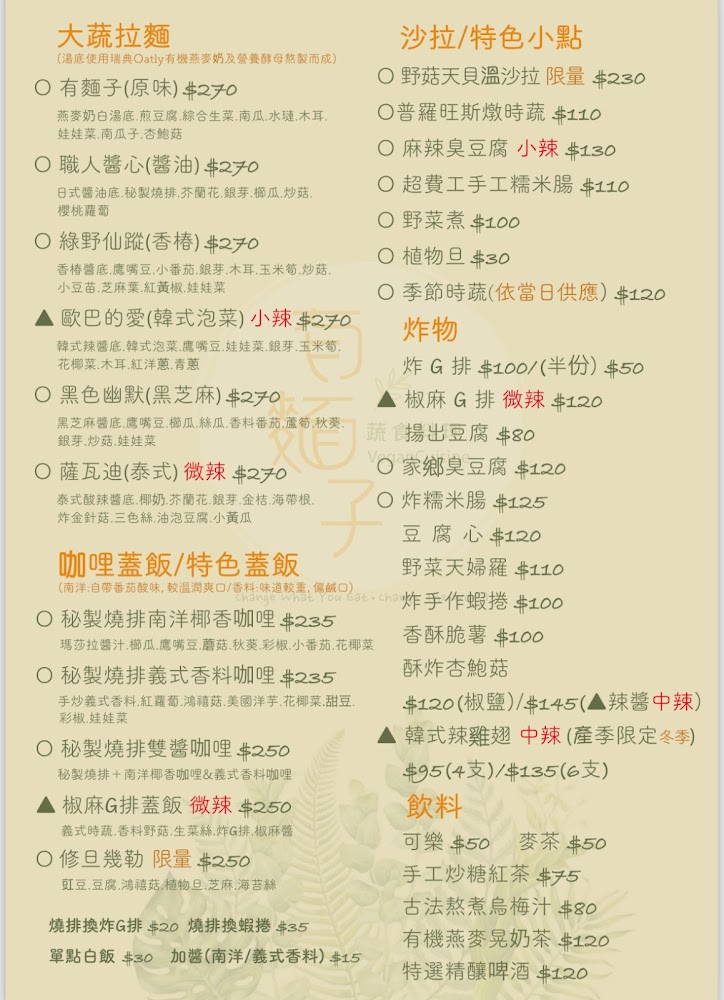 大蔬拉麵
(湯底使用瑞典Oatly有機燕麥奶及營養酵母熬製而成)
○ 有麵子(原味) $270
燕麥奶白湯底.煎豆腐.綜合生菜.南瓜.水璉.木耳.
娃娃菜.南瓜子.杏鮑菇
○ 職人醬心(醬油) $270
日式醬油底.秘製燒排.芥蘭花.銀芽.櫛瓜.炒菇.
櫻桃蘿蔔
○ 綠野仙蹤(香椿) $270
香椿醬底.鷹嘴豆.小番茄.銀芽.木耳.玉米筍.炒菇.
小豆苗.芝麻葉.紅黃椒.娃娃菜
▲ 歐巴的愛(韓式泡菜) 小辣 $270
韓式辣醬底.韓式泡菜.鷹嘴豆.娃娃菜.銀芽.玉米筍.
花椰菜.木耳.紅洋蔥.青蔥
○ 黑色幽默(黑芝麻) $270
黑芝麻醬底.鷹嘴豆.櫛瓜.絲瓜.香料番茄.蘆筍.秋葵.
銀芽.炒菇.娃娃菜
○ 薩瓦迪(泰式) 微辣 $270
泰式酸辣醬底.椰奶.芥蘭花.銀芽.金桔.海帶根.
炸金針菇.三色絲.油泡豆腐.小黃瓜
咖哩蓋飯/特色蓋飯
(南洋:自帶番茄酸味,較溫潤爽口/香料:味道較重,偏鹹口)
○ 秘製燒排南洋椰香咖哩 $235
瑪莎拉醬汁.櫛瓜.鷹嘴豆.蘑菇.秋葵.彩椒.小番茄.花椰菜
○ 秘製燒排義式香料咖哩 $235
手炒義式香料.紅蘿蔔.鴻禧菇.美國洋芋.花椰菜.甜豆.
彩椒.娃娃菜
○ 秘製燒排雙醬咖哩 $250
秘製燒排＋南洋椰香咖哩&義式香料咖哩
▲ 椒麻G排蓋飯 微辣 $250
義式時蔬.香料野菇.生菜絲.炸G排.椒麻醬
○ 修旦幾勒 限量 $250
豇豆.豆腐.鴻禧菇.植物旦.芝麻.海苔絲
燒排換炸G排 $20 燒排換蝦捲 $35
單點白飯 $30 加醬(南洋/義式香料) $15
沙拉/特色小點
○ 野菇天貝溫沙拉 限量 $230
○ 普羅旺斯燉時蔬 $110
○ 麻辣臭豆腐 小辣 $130
○ 超費工手工糯米腸 $110
○ 野菜煮 $100
○ 植物旦 $30
○ 季節時蔬(依當日供應) $120
炸物
炸 G 排 $100/(半份) $50
▲ 椒麻 G 排 微辣 $120
揚出豆腐 $80
○ 家鄉臭豆腐 $120
○ 炸糯米腸 $125
豆 腐 心 $120
野菜天婦羅 $110
炸手作蝦捲 $100
香酥脆薯 $100
酥炸杏鮑菇
$120(椒鹽)/$145(▲辣醬中辣)
▲ 韓式辣雞翅 中辣 (產季限定冬季)
$95(4支)/$135(6支)
飲料
可樂 $50 麥茶 $50
手工炒糖紅茶 $75
古法熬煮烏梅汁 $80
有機燕麥晃奶茶 $120
特選精釀啤酒 $120
有麵子
蔬食料理
VeganCuisine